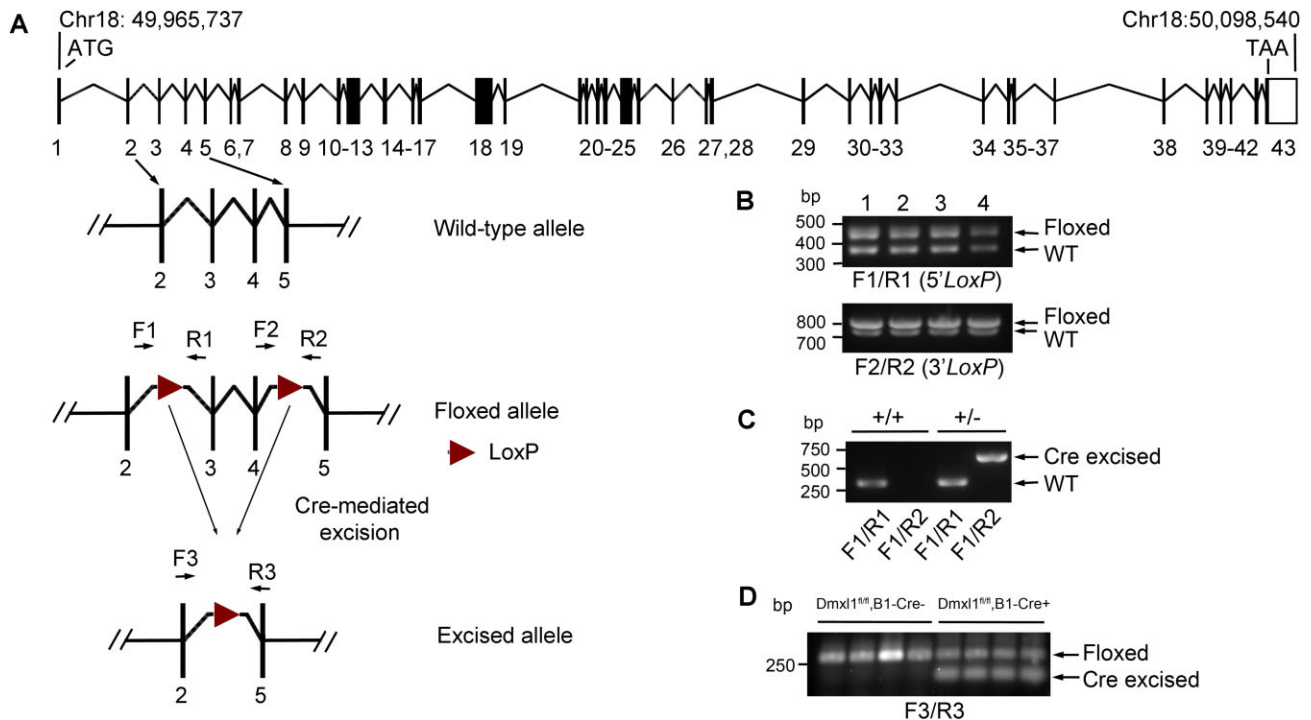 A
Chr18: 49,965,737
Chr18:50,098,540
ATG
TAA
1 2 3 4 5 6,7 8 9 10-13 14-17 18 19 20-25 26 27,28 29 30-33 34 35-37 38 39-42 43
Wild-type allele
2 3 4 5
F1 R1 F2 R2
Floxed allele
2 3 4 5
LoxP
Cre-mediated
excision
F3 R3
Excised allele
2 5
B
bp 1 2 3 4
500
400
300
Floxed
WT
F1/R1 (5'LoxP)
800
700
Floxed
WT
F2/R2 (3'LoxP)
C
bp +/+ +/-
750
500
250
Cre excised
WT
F1/R1 F1/R2 F1/R1 F1/R2
D
bp Dmxl1fl/fl,B1-Cre- Dmxl1fl/fl,B1-Cre+
250
Floxed
Cre excised
F3/R3